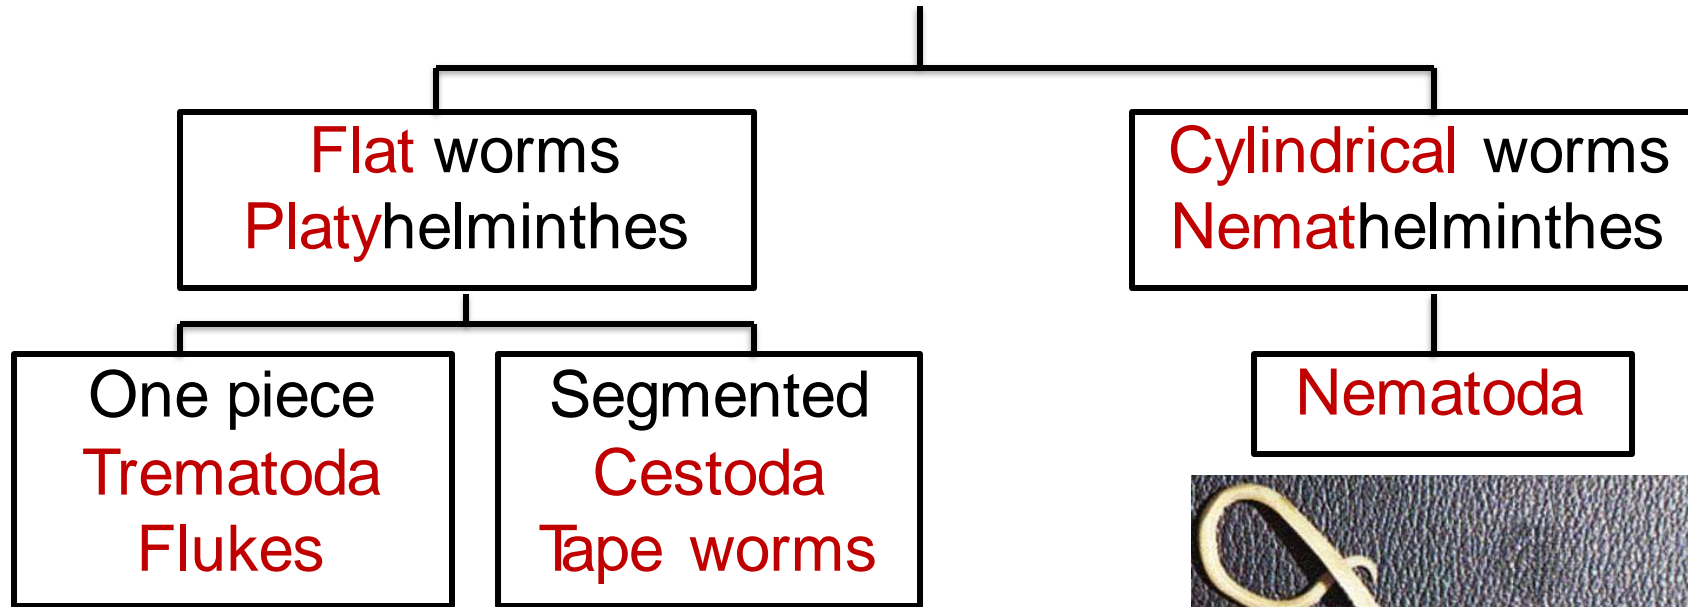 Flat worms
Platyhelminthes
Cylindrical worms
Nemathelminthes
One piece
Trematoda
Flukes
Segmented
Cestoda
Tape worms
Nematoda